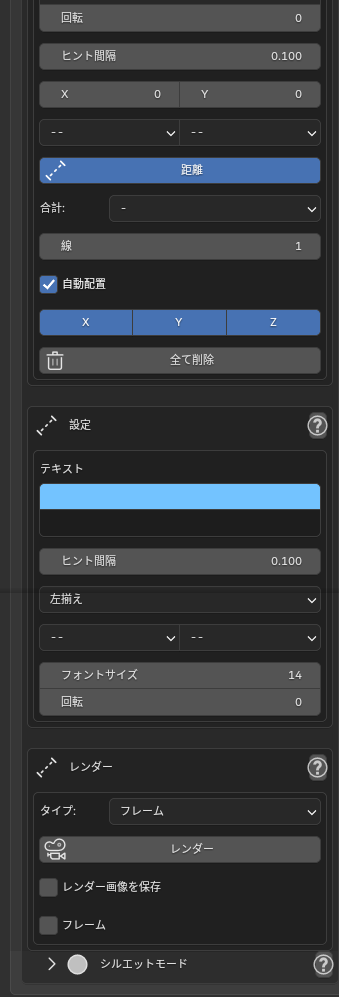 回転 0
ヒント間隔 0.100
X 0 Y 0
-- --
距離
合計: -
線 1
自動配置
X Y Z
全て削除
設定
テキスト
ヒント間隔 0.100
左揃え
-- --
フォントサイズ 14
回転 0
レンダー
タイプ: フレーム
レンダー
レンダー画像を保存
フレーム
シルエットモード